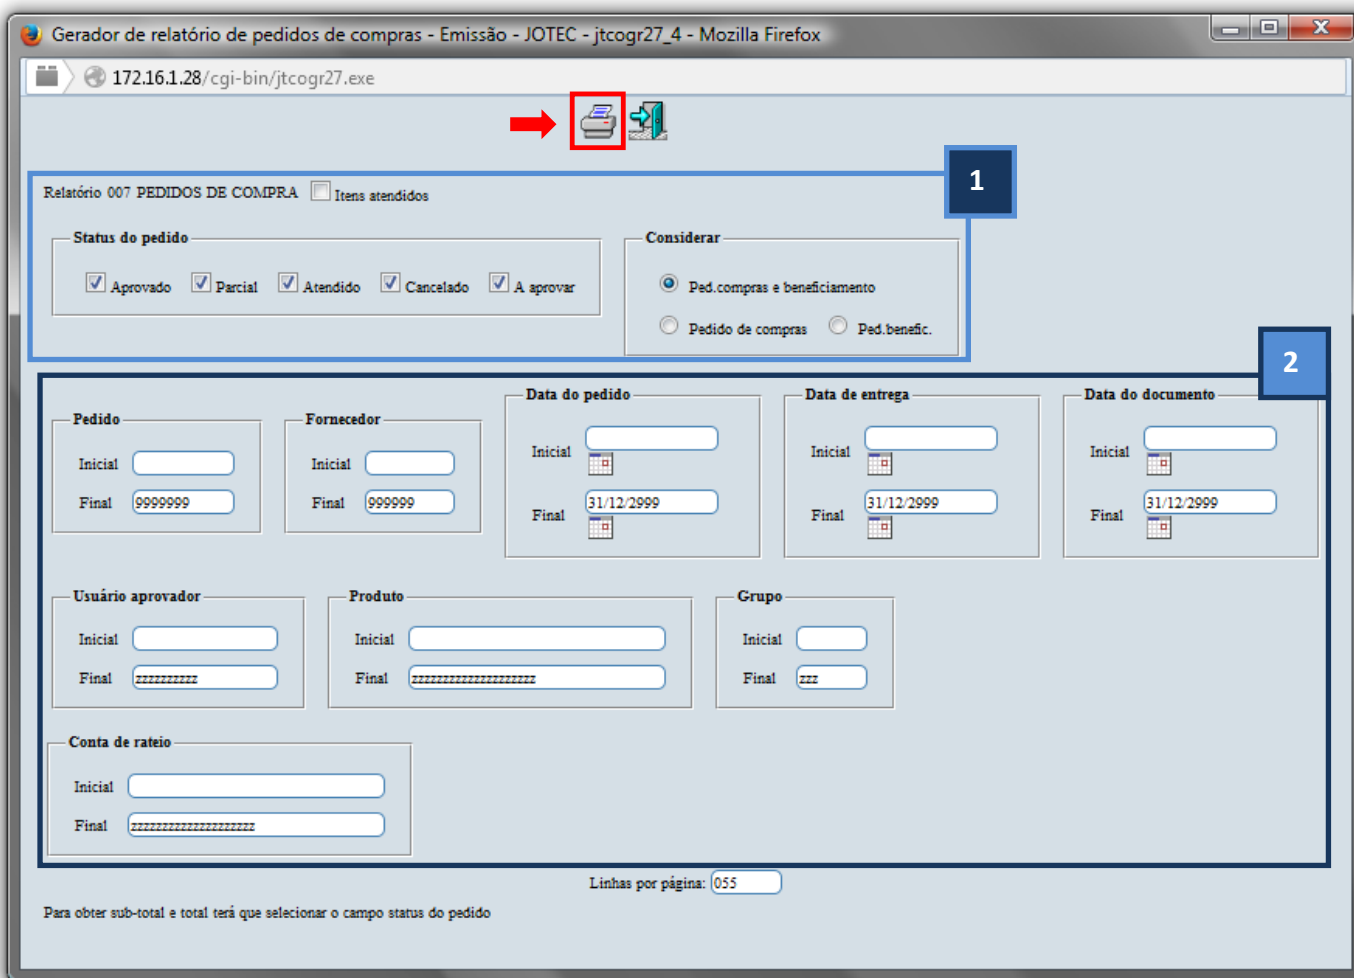 Gerador de relatório de pedidos de compras - Emissão - JOTEC - jtcogr27_4 - Mozilla Firefox
172.16.1.28/cgi-bin/jtcogr27.exe
1
Relatório 007 PEDIDOS DE COMPRA Itens atendidos
Status do pedido Considerar
Aprovado Parcial Atendido Cancelado A aprovar Ped.compras e beneficiamento
Pedido de compras Ped.benefic.
2
Data do pedido Data de entrega Data do documento
Pedido Fornecedor
Inicial Inicial Inicial
Inicial Inicial
Final 9999999 Final 999999 Final 31/12/2999 Final 31/12/2999 Final 31/12/2999
Usuário aprovador Produto Grupo
Inicial Inicial Inicial
Final zzzzzzzzzz Final zzzzzzzzzzzzzzzzzzzz Final zzz
Conta de rateio
Inicial
Final zzzzzzzzzzzzzzzzzzzz
Linhas por página: 055
Para obter sub-total e total terá que selecionar o campo status do pedido